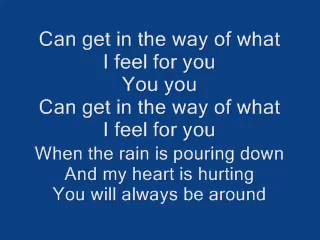 Can get in the way of what
I feel for you
You you
Can get in the way of what
I feel for you
When the rain is pouring down
And my heart is hurting
You will always be around